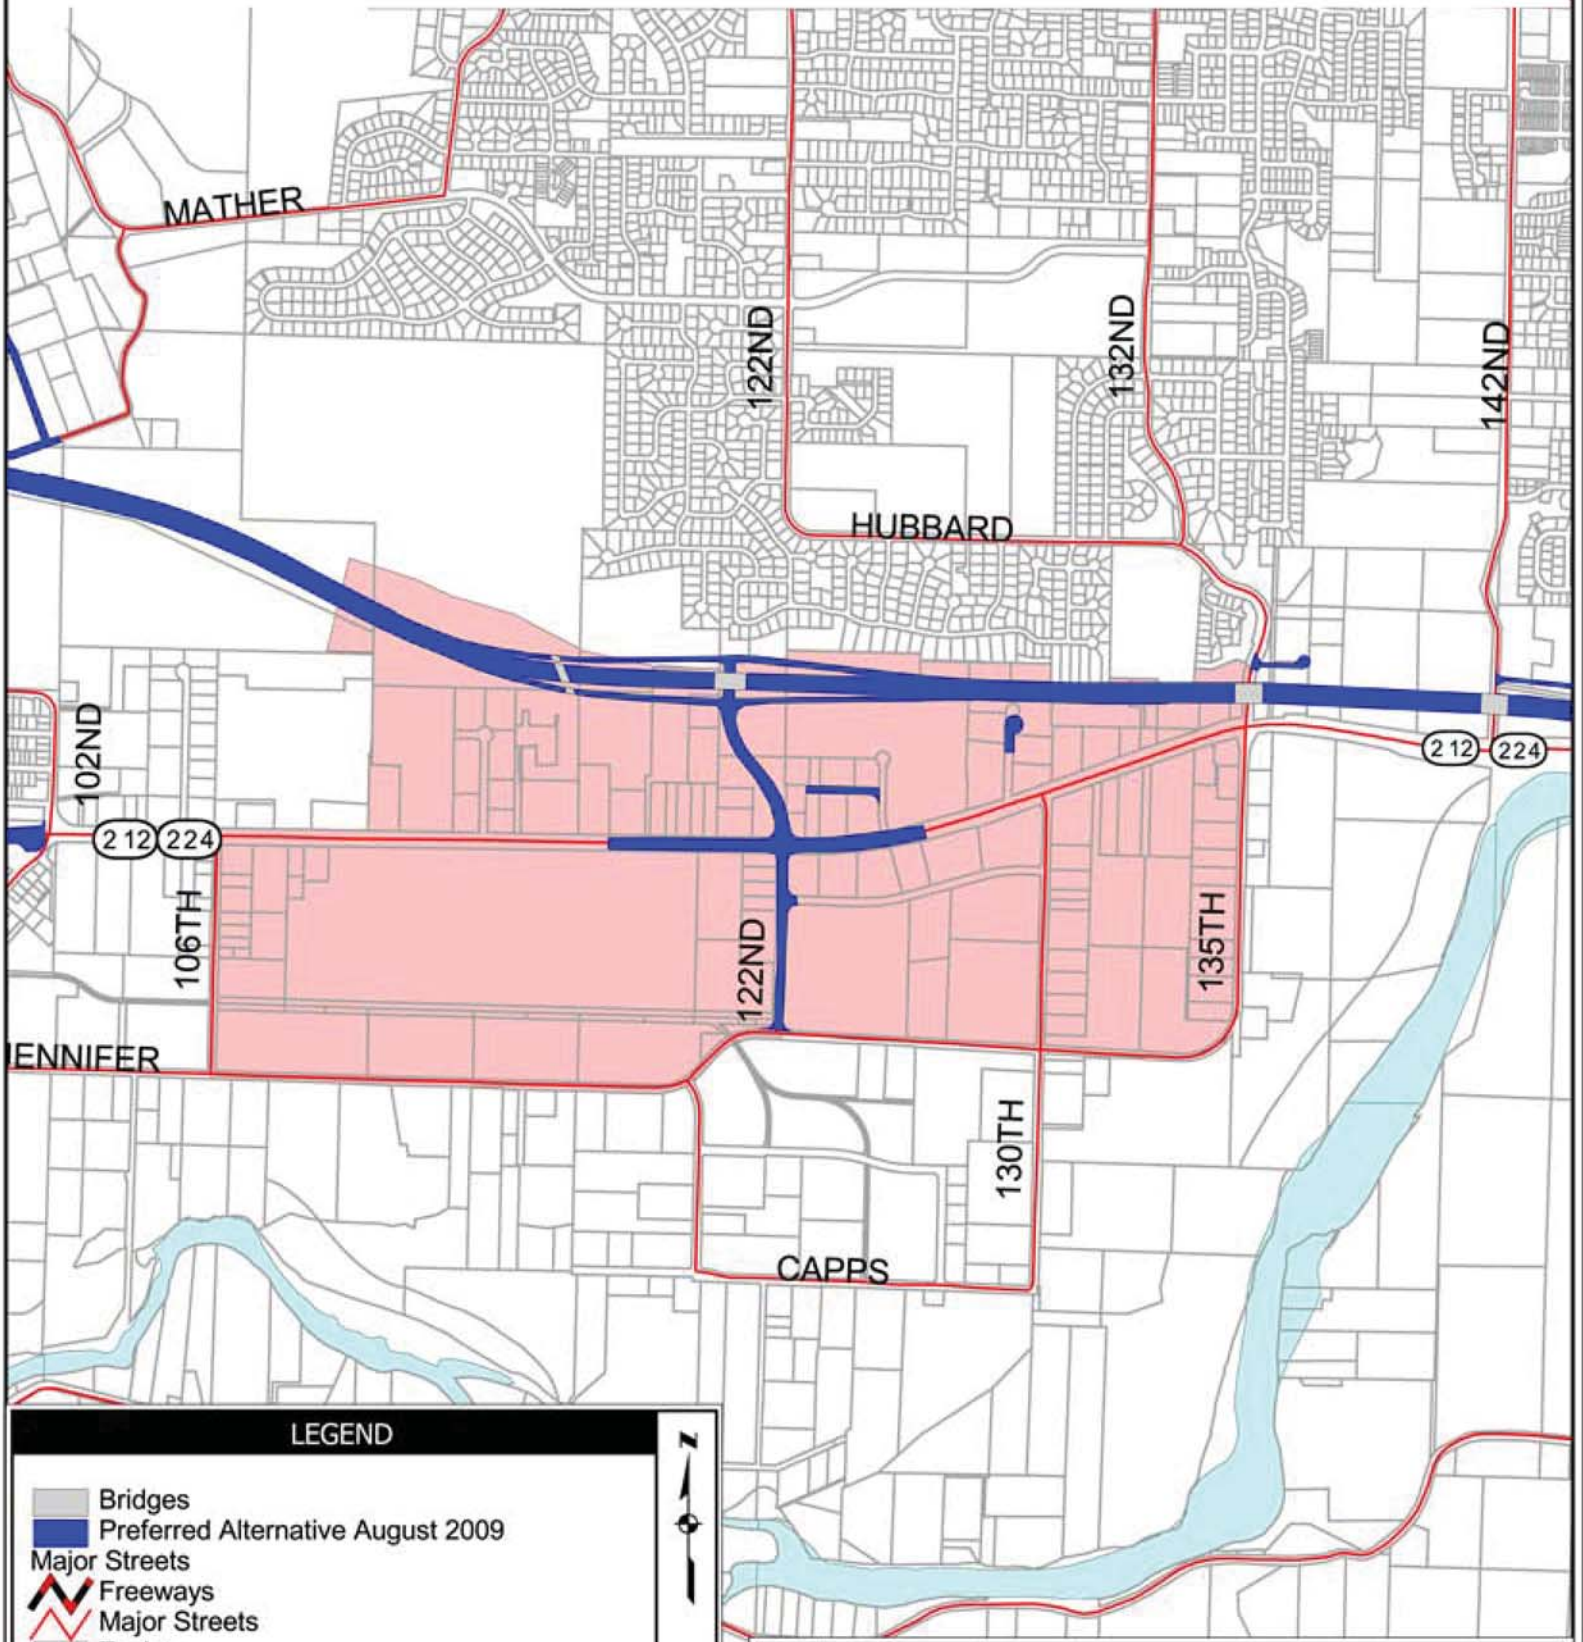 MATHER
122ND
132ND
142ND
HUBBARD
102ND
2 12
224
2 12
224
106TH
122ND
135TH
JENNIFER
130TH
CAPPS
LEGEND
Bridges
Preferred Alternative August 2009
Major Streets
Freeways
Major Streets